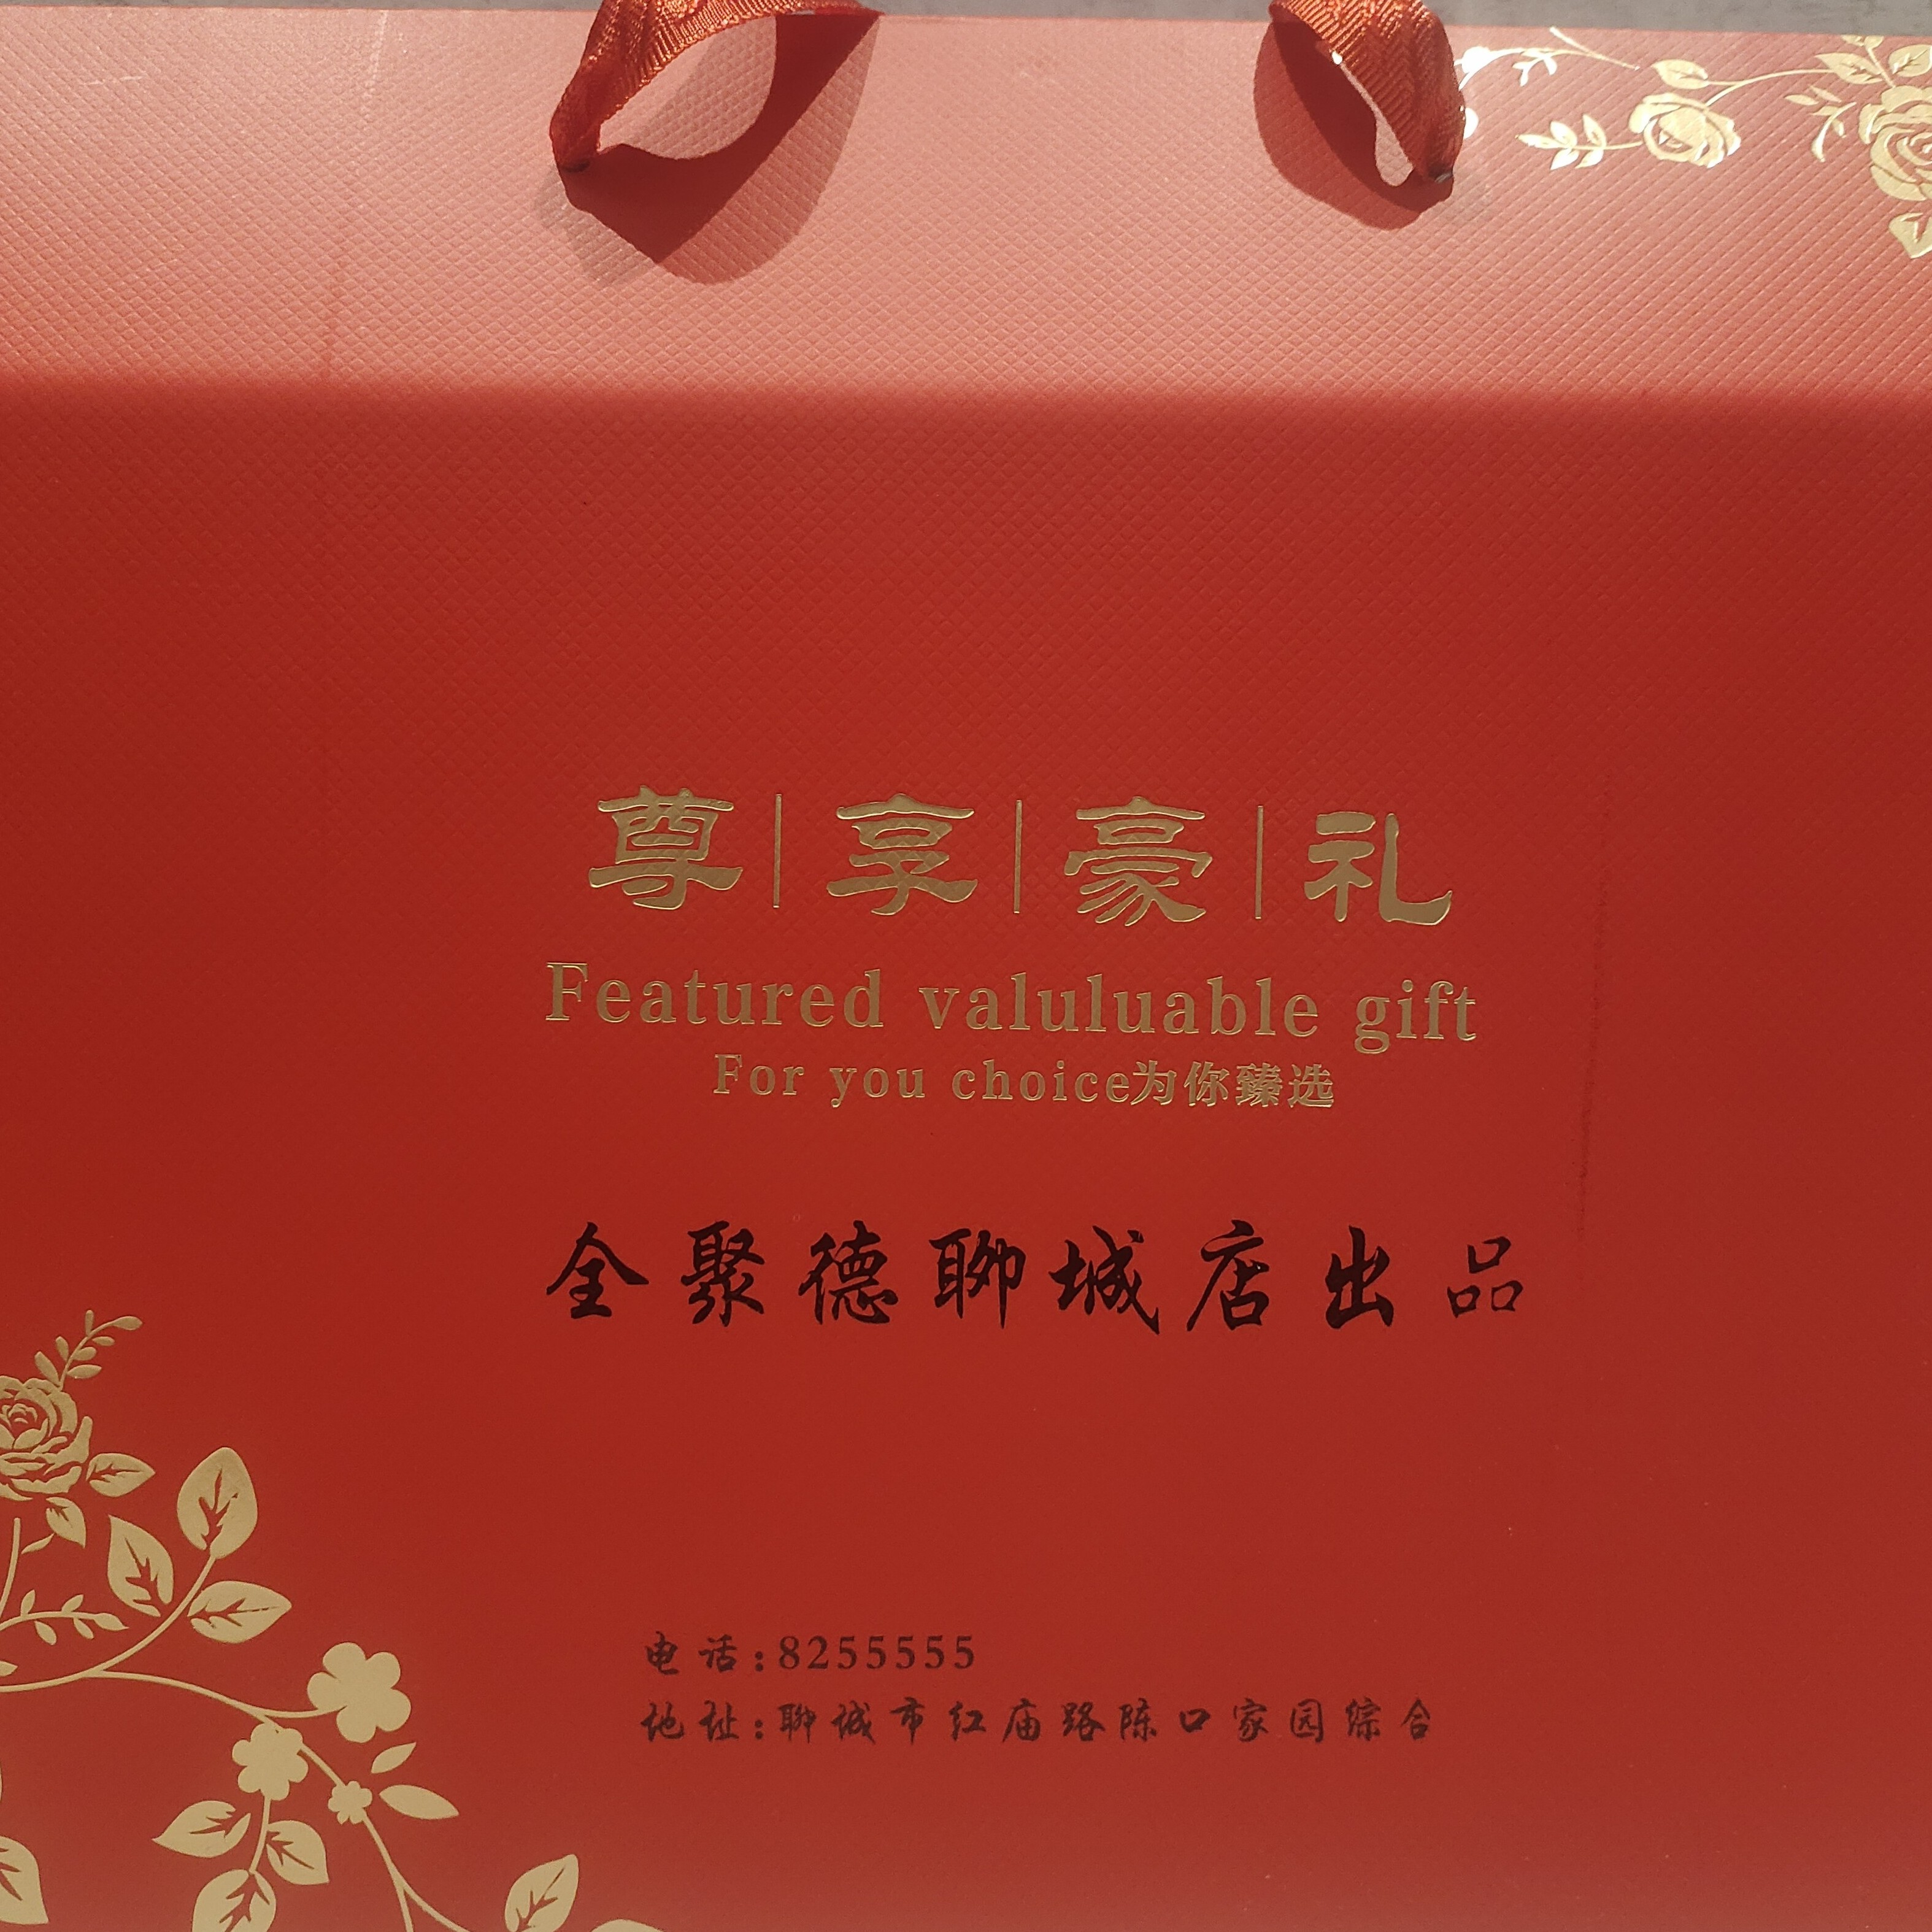 尊|享|豪|礼
Featured valuluable gift
For you choice为你臻选
全聚德聊城店出品
电话:8255555
地址:聊城市红庙路陈口家园综合